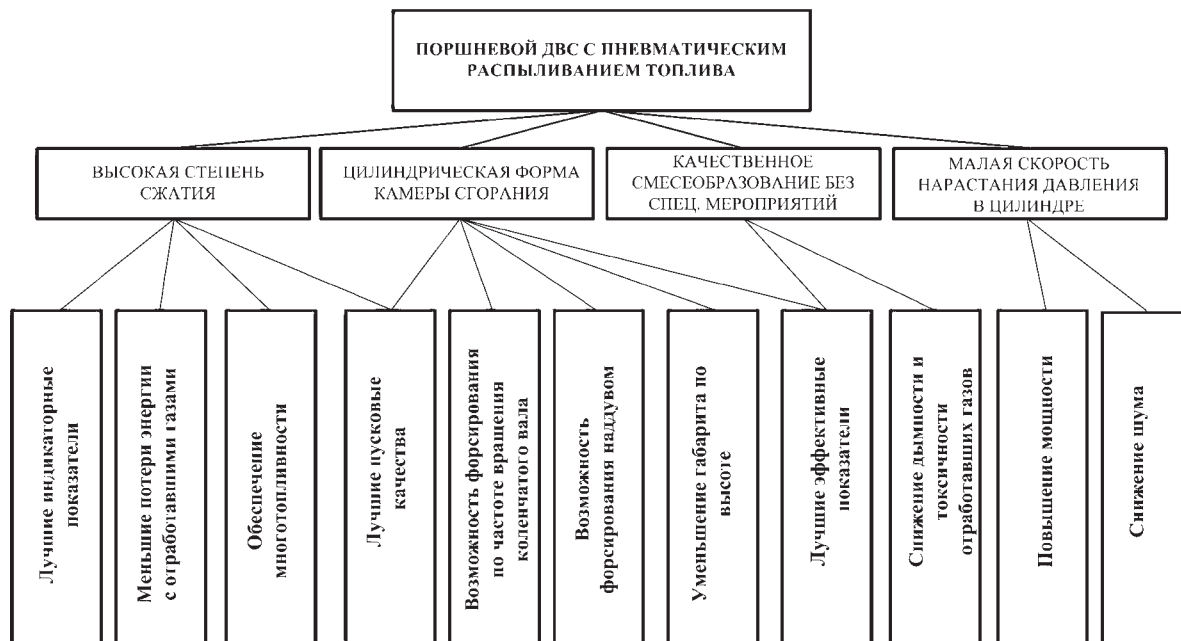 ПОРШНЕВОЙ ДВС С ПНЕВМАТИЧЕСКИМ
РАСПЫЛИВАНИЕМ ТОПЛИВА
ВЫСОКАЯ СТЕПЕНЬ
СЖАТИЯ
ЦИЛИНДРИЧЕСКАЯ ФОРМА
КАМЕРЫ СГОРАНИЯ
КАЧЕСТВЕННОЕ
СМЕСЕОБРАЗОВАНИЕ БЕЗ
СПЕЦ. МЕРОПРИЯТИЙ
МАЛАЯ СКОРОСТЬ
НАРАСТАНИЯ ДАВЛЕНИЯ
В ЦИЛИНДРЕ
Лучшие индикаторные
показатели
Меньшие потери энергии
с отработавшими газами
Обеспечение
многотопливности
Лучшие пусковые
качества
Возможность форсирования
по частоте вращения
коленчатого вала
Возможность
форсирования наддувом
Уменьшение габарита по
высоте
Лучшие эффективные
показатели
Снижение дымности и
токсичности
отработавших газов
Повышение мощности
Снижение шума